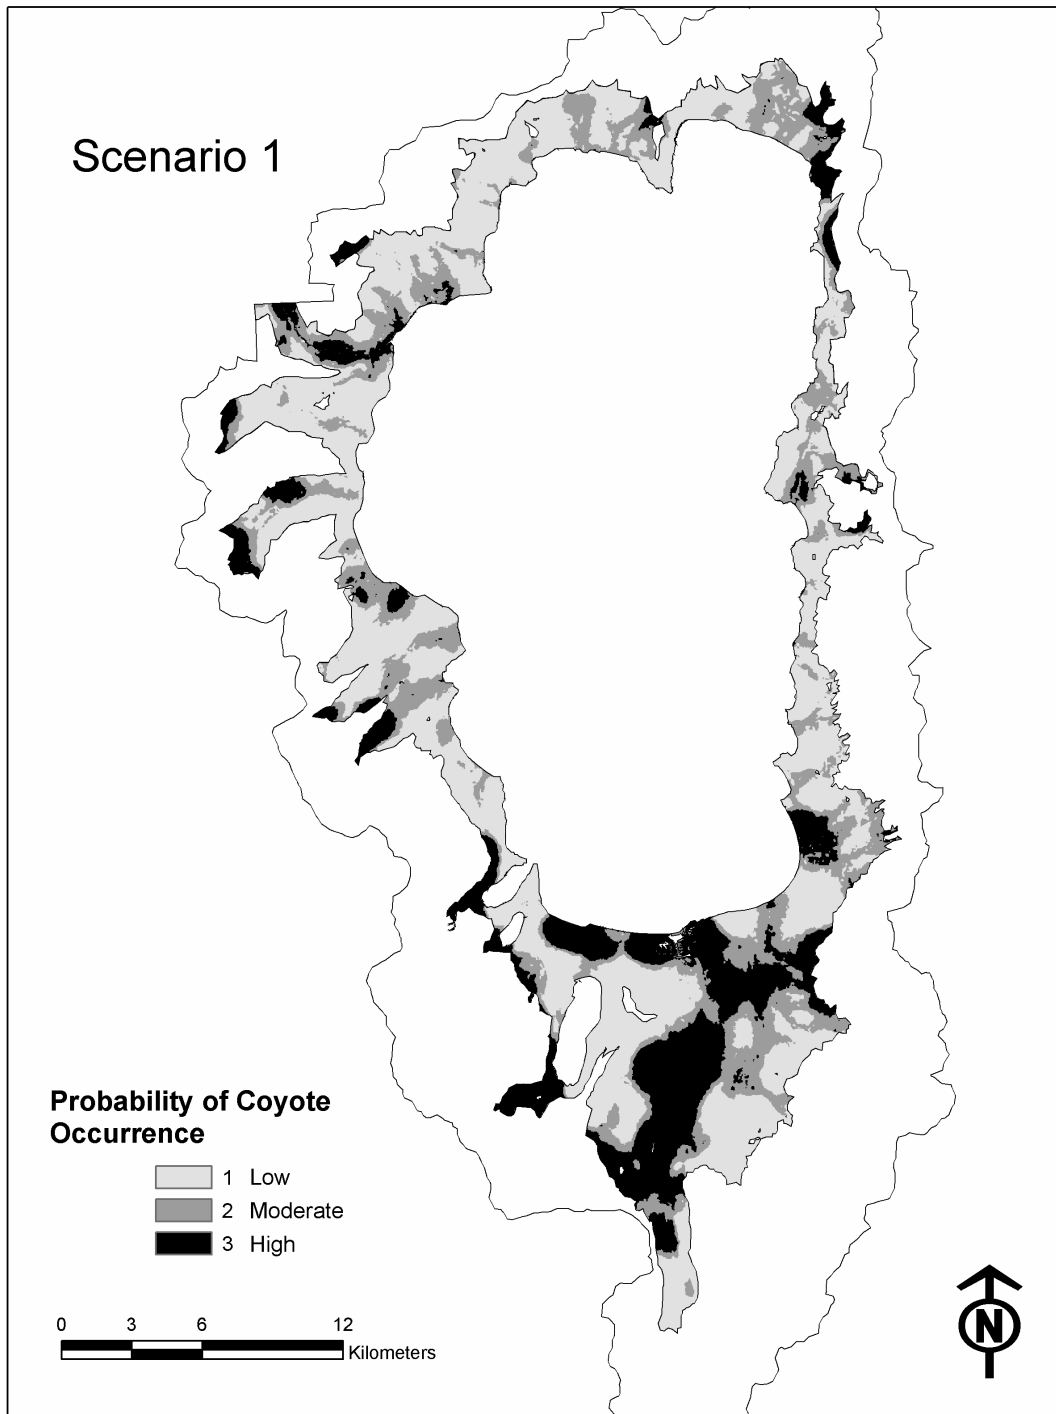 Scenario 1
Probability of Coyote
Occurrence
1 Low
2 Moderate
3 High
0 3 6 12
Kilometers
N